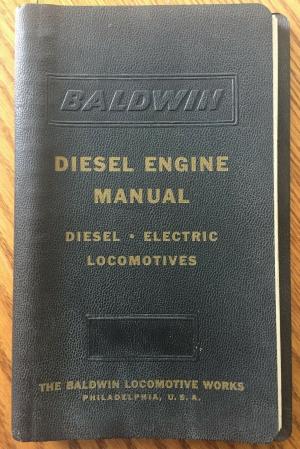 BALDWIN
DIESEL ENGINE
MANUAL
DIESEL • ELECTRIC
LOCOMOTIVES
THE BALDWIN LOCOMOTIVE WORKS
PHILADELPHIA, U. S. A.